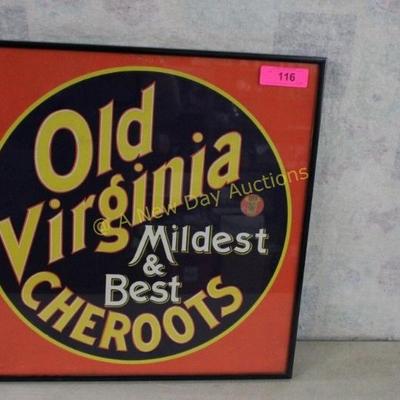 116
Old
Virginia
© A New Day Auctions
Mildest
&
Best
CHEROOTS